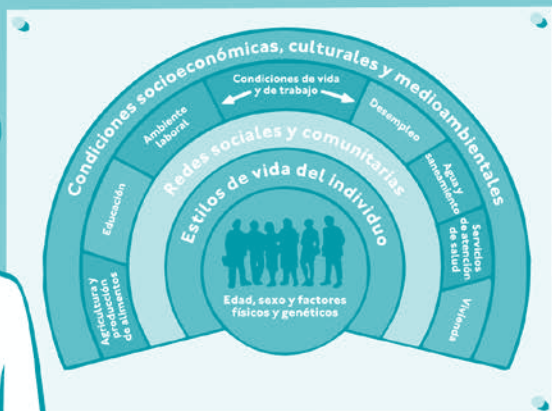 Condiciones socioeconómicas, culturales y medioambientales
Condiciones de vida
y de trabajo
Ambiente
laboral
Desempleo
Educación
Agua y
saneamiento
Servicios
de atención
de salud
Agricultura y
producción
de alimentos
Vivienda
Redes sociales y comunitarias
Estilos de vida del individuo
Edad, sexo y factores
físicos y genéticos